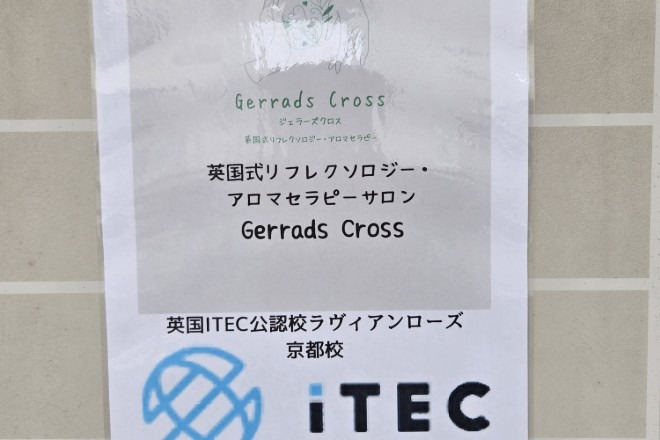 Gerrads Cross
ジェラーズクロス
英国式リフレクソロジー・アロマセラピー
英国式リフレクソロジー・
アロマセラピーサロン
Gerrads Cross
英国ITEC公認校ラヴィアンローズ
京都校
iTEC